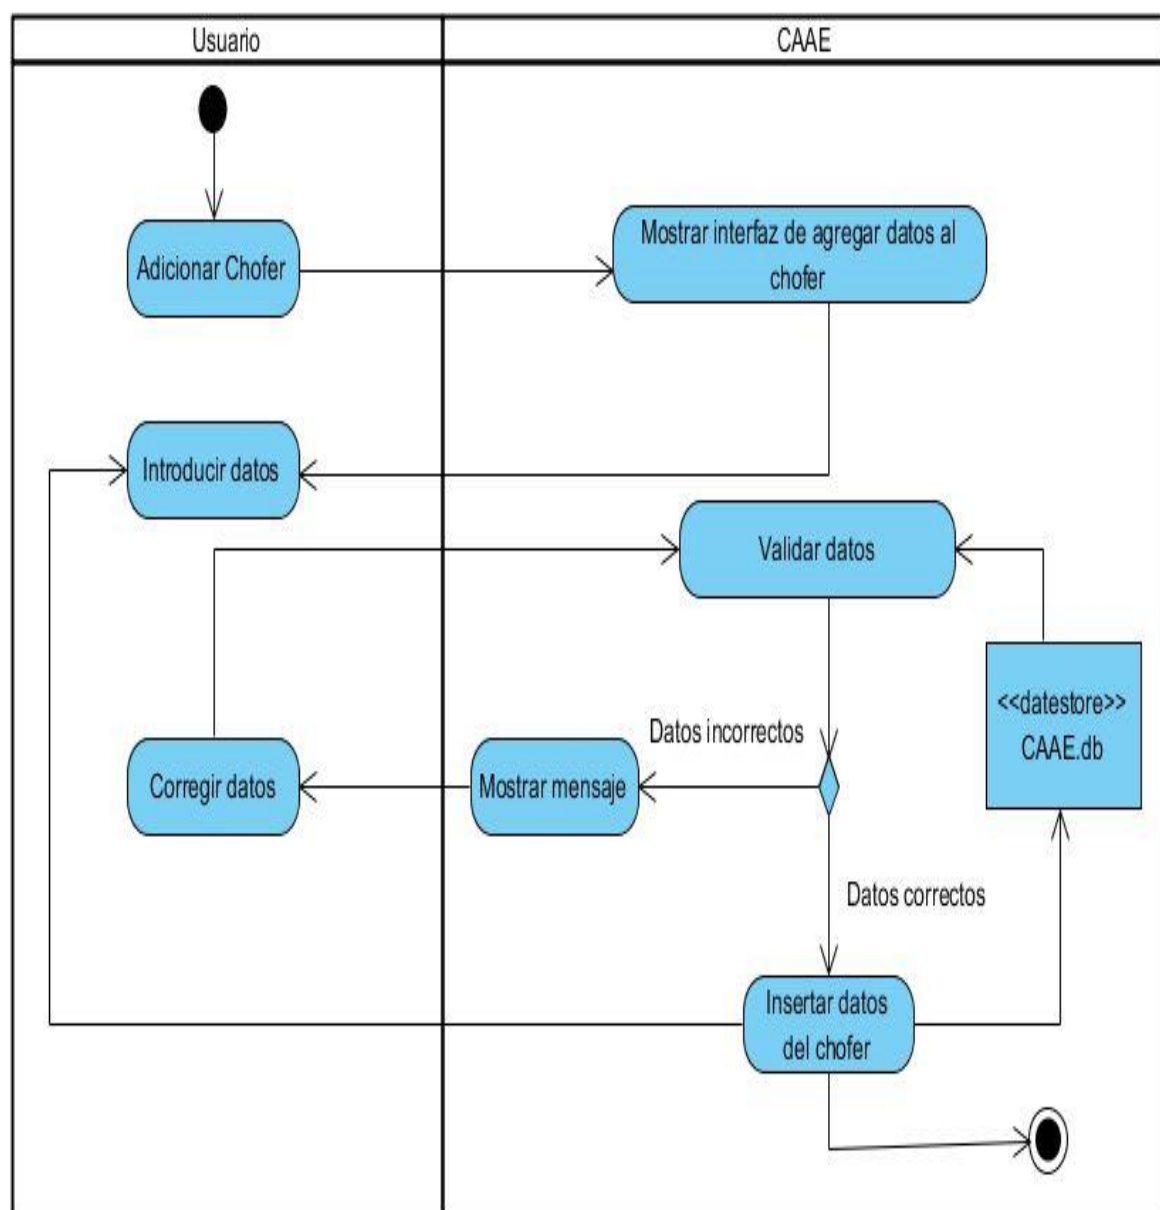 Usuario
CAAE
Adicionar Chofer
Mostrar interfaz de agregar datos al
chofer
Introducir datos
Validar datos
<<datestore>>
CAAE.db
Datos incorrectos
Corregir datos
Mostrar mensaje
Datos correctos
Insertar datos
del chofer